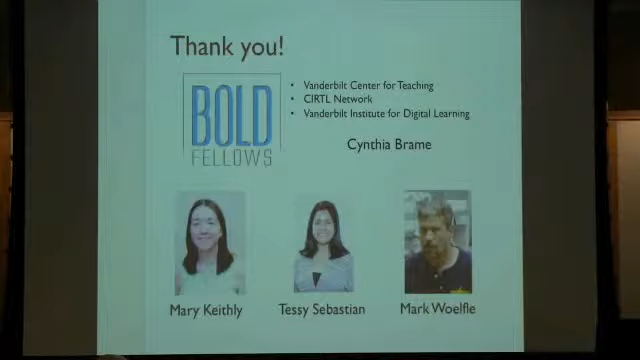 Thank you!
BOLD
FELLOWS
• Vanderbilt Center for Teaching
• CIRTL Network
• Vanderbilt Institute for Digital Learning
Cynthia Brame
Mary Keithly
Tessy Sebastian
Mark Woelfle